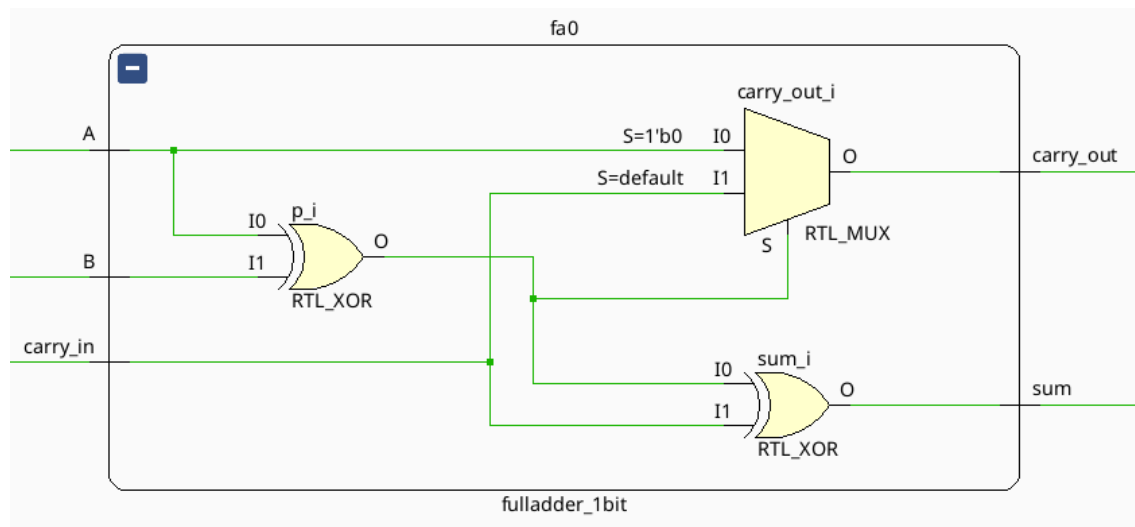 fa0
carry_out_i
A
S=1'b0
I0
O
carry_out
S=default
I1
p_i
I0
O
S
RTL_MUX
B
I1
RTL_XOR
carry_in
sum_i
I0
O
sum
I1
RTL_XOR
fulladder_1bit